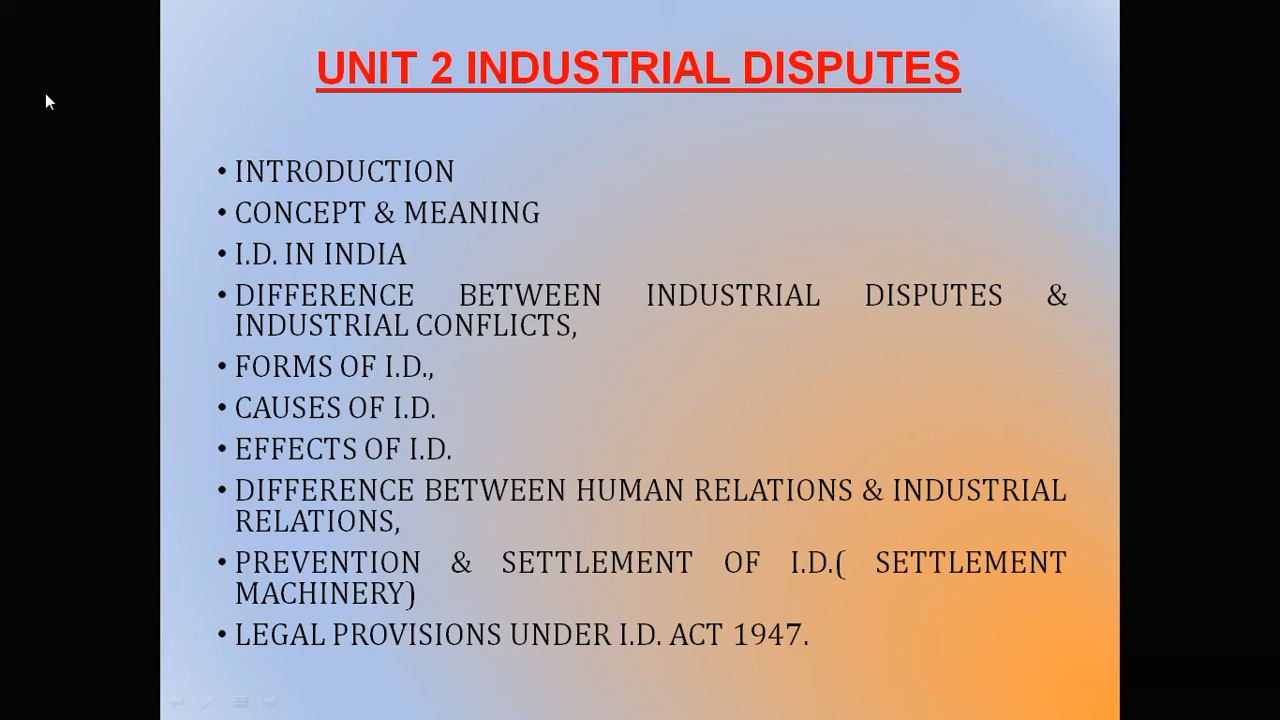 UNIT 2 INDUSTRIAL DISPUTES
• INTRODUCTION
• CONCEPT & MEANING
• I.D. IN INDIA
• DIFFERENCE BETWEEN INDUSTRIAL DISPUTES &
INDUSTRIAL CONFLICTS,
• FORMS OF I.D.,
• CAUSES OF I.D.
• EFFECTS OF I.D.
• DIFFERENCE BETWEEN HUMAN RELATIONS & INDUSTRIAL
RELATIONS,
• PREVENTION & SETTLEMENT OF I.D.( SETTLEMENT
MACHINERY)
• LEGAL PROVISIONS UNDER I.D. ACT 1947.